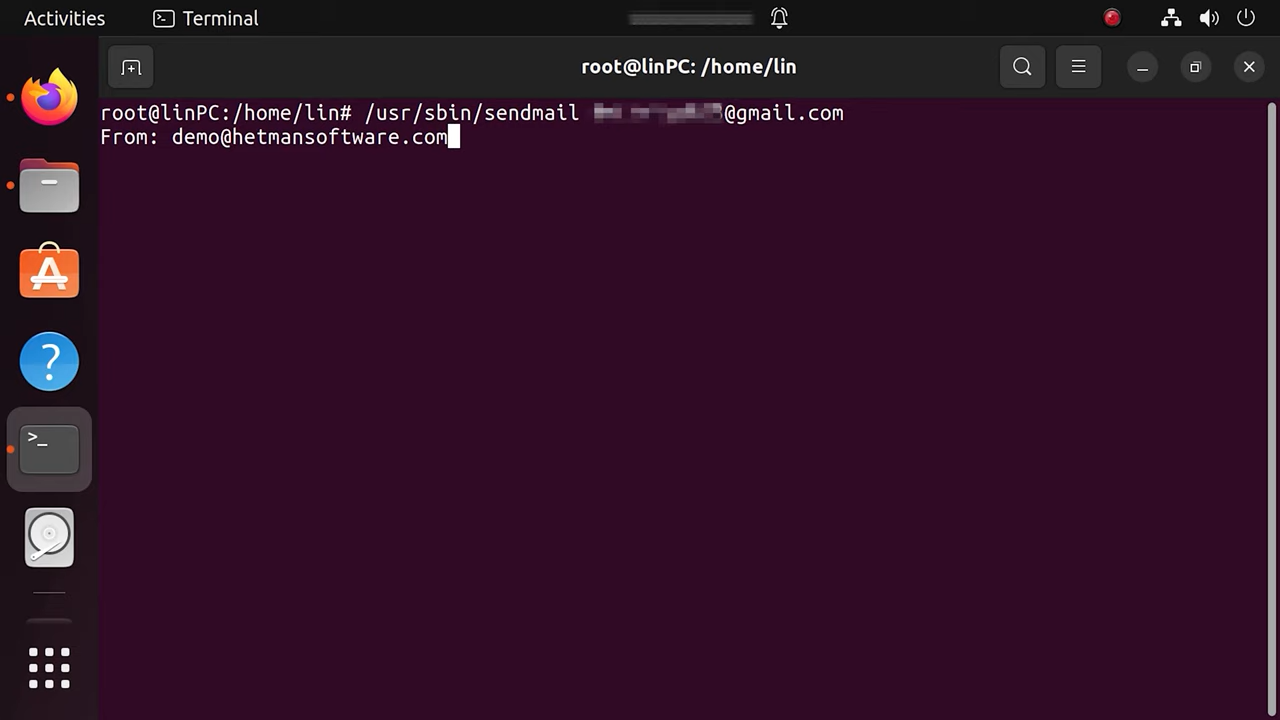 Activities
Terminal
root@linPC: /home/lin
root@linPC:/home/lin# /usr/sbin/sendmail @gmail.com
From: demo@hetmansoftware.com